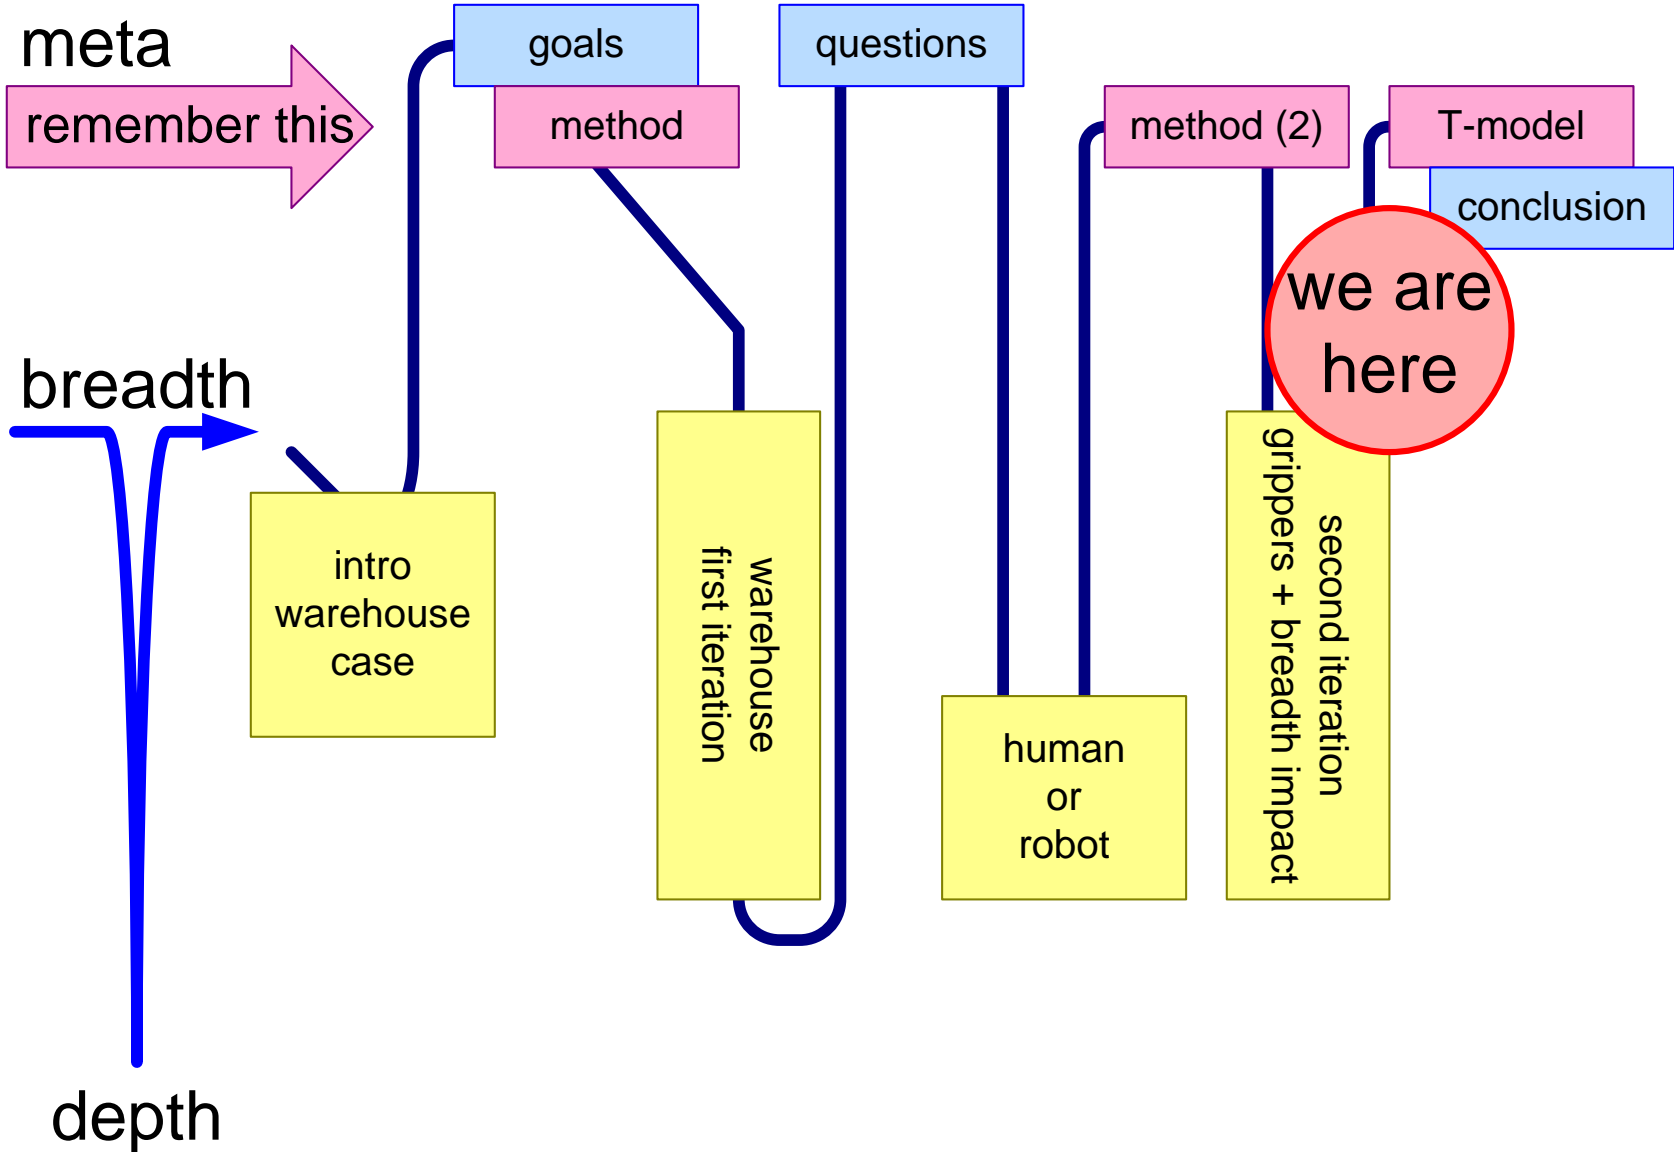 meta
remember this
goals
method
questions
method (2)
T-model
conclusion
we are
here
breadth
depth
intro
warehouse
case
warehouse
first iteration
human
or
robot
second iteration
grippers + breadth impact